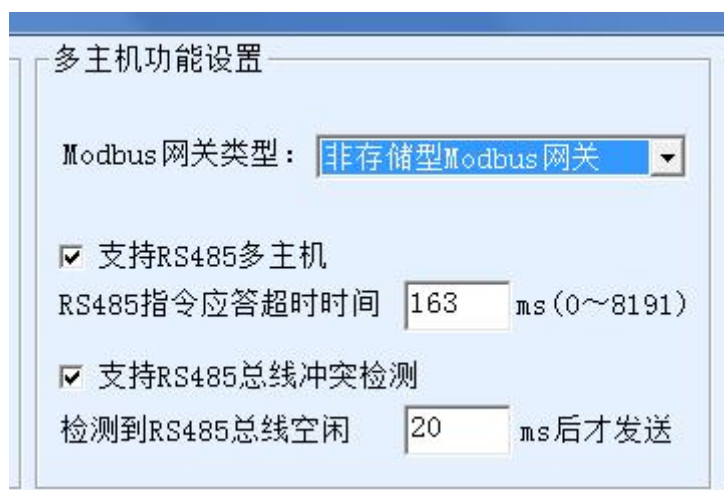 多主机功能设置
Modbus网关类型: 非存储型Modbus网关
支持RS485多主机
RS485指令应答超时时间 163 ms(0~8191)
支持RS485总线冲突检测
检测到RS485总线空闲 20 ms后才发送